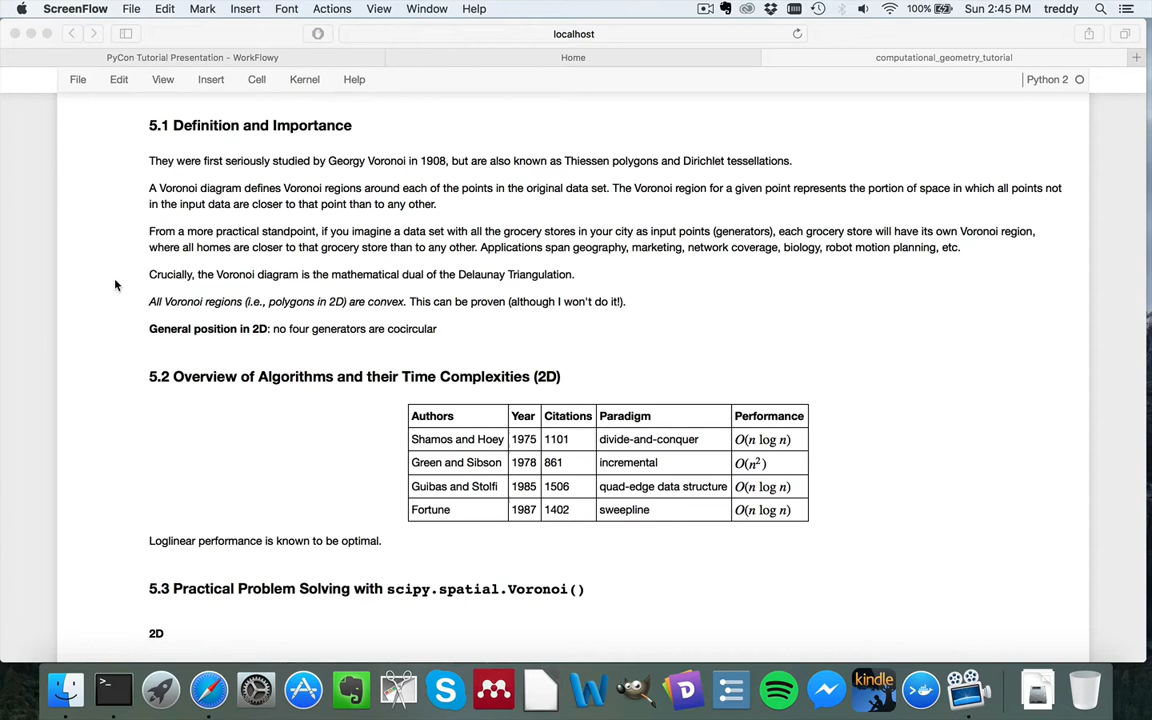 ScreenFlow File Edit Mark Insert Font Actions View Window Help 100% Sun 2:45 PM treddy
localhost
PyCon Tutorial Presentation - WorkFlowy Home computational_geometry_tutorial
File Edit View Insert Cell Kernel Help Python 2
5.1 Definition and Importance
They were first seriously studied by Georgy Voronoi in 1908, but are also known as Thiessen polygons and Dirichlet tessellations.
A Voronoi diagram defines Voronoi regions around each of the points in the original data set. The Voronoi region for a given point represents the portion of space in which all points not
in the input data are closer to that point than to any other.
From a more practical standpoint, if you imagine a data set with all the grocery stores in your city as input points (generators), each grocery store will have its own Voronoi region,
where all homes are closer to that grocery store than to any other. Applications span geography, marketing, network coverage, biology, robot motion planning, etc.
Crucially, the Voronoi diagram is the mathematical dual of the Delaunay Triangulation.
All Voronoi regions (i.e., polygons in 2D) are convex. This can be proven (although I won't do it!).
General position in 2D: no four generators are cocircular
5.2 Overview of Algorithms and their Time Complexities (2D)
Authors Year Citations Paradigm Performance
Shamos and Hoey 1975 1101 divide-and-conquer O(n log n)
Green and Sibson 1978 861 incremental O(n²)
Guibas and Stolfi 1985 1506 quad-edge data structure O(n log n)
Fortune 1987 1402 sweepline O(n log n)
Loglinear performance is known to be optimal.
5.3 Practical Problem Solving with scipy.spatial.Voronoi()
2D
kindle